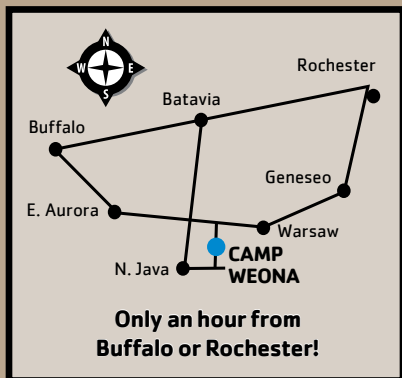 N
W E
S
Rochester
Batavia
Buffalo
Geneseo
E. Aurora
Warsaw
CAMP
WEONA
N. Java
Only an hour from
Buffalo or Rochester!